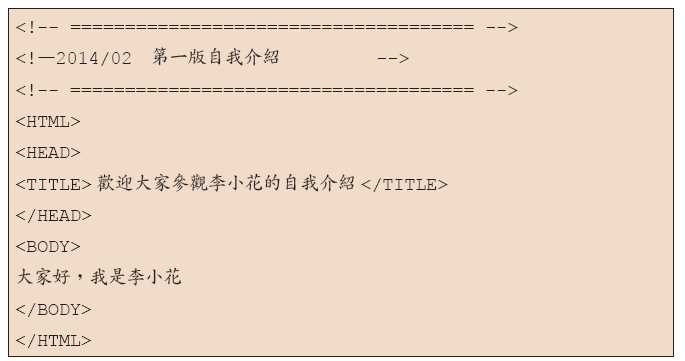 <!-- ===================================== -->
<!—2014/02  第一版自我介紹         -->
<!-- ===================================== -->
<HTML>
<HEAD>
<TITLE> 歡迎大家參觀李小花的自我介紹 </TITLE>
</HEAD>
<BODY>
大家好，我是李小花
</BODY>
</HTML>